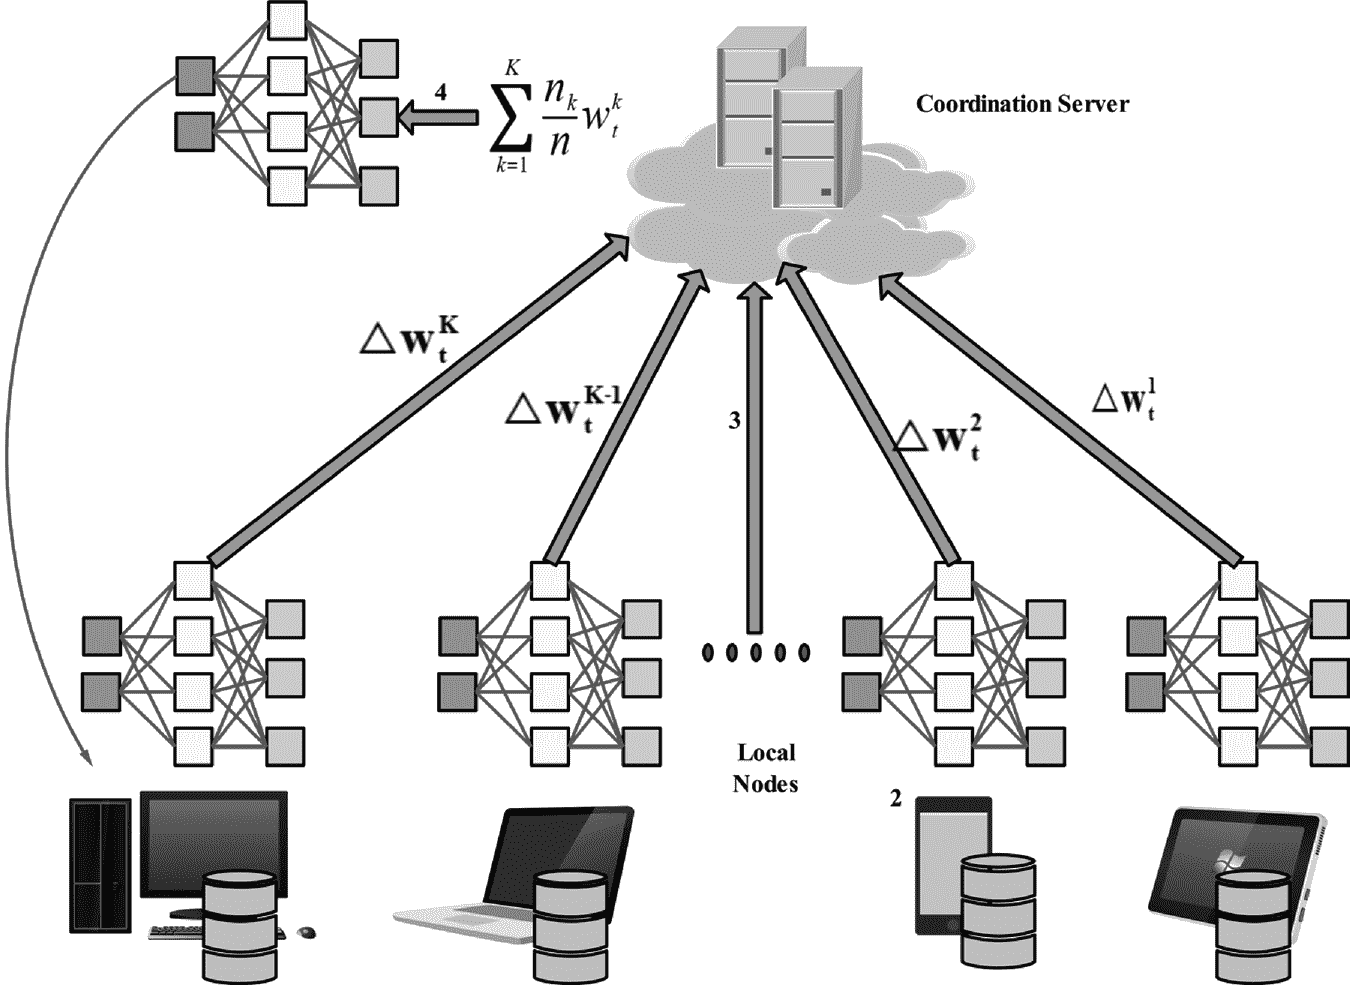 4
K
∑ n_k/n w_t^k
k=1
Coordination Server
△w_t^K
△w_t^{K-1}
3
△w_t^2
△w_t^1
Local
Nodes
2